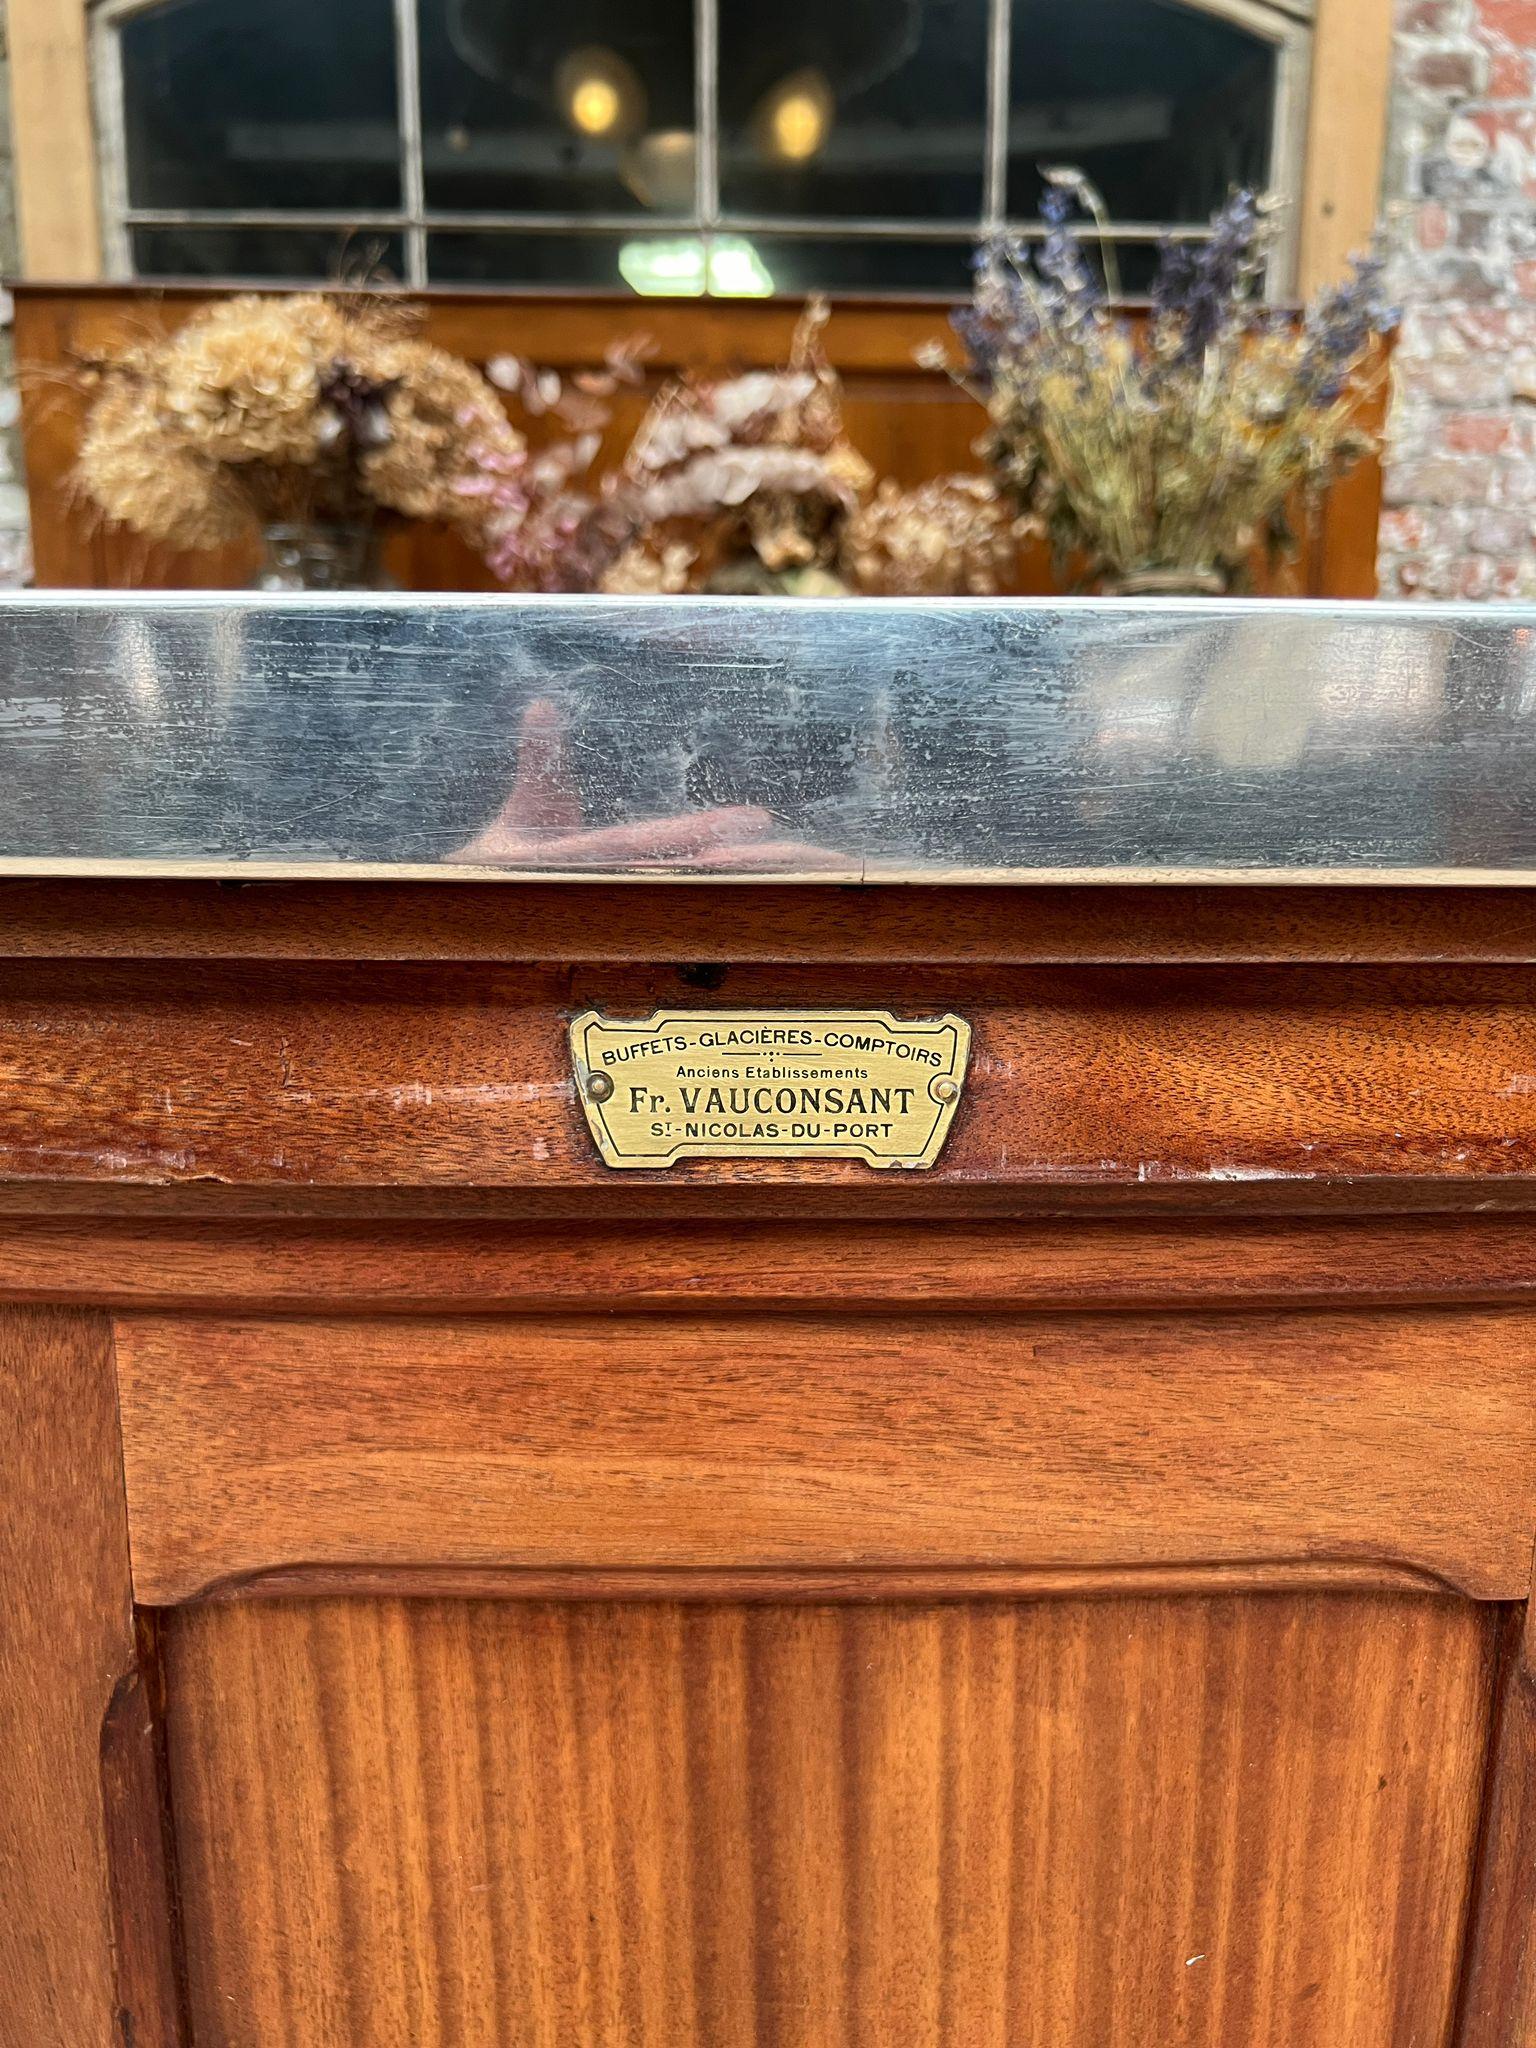 BUFFETS-GLACIÈRES-COMPTOIRS
Anciens Etablissements
Fr. VAUCONSANT
ST-NICOLAS-DU-PORT